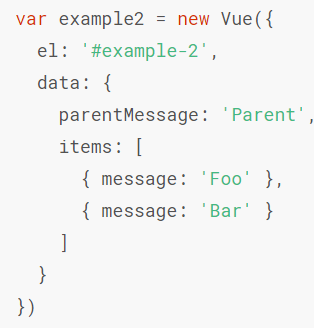 var example2 = new Vue({
  el: '#example-2',
  data: {
    parentMessage: 'Parent',
    items: [
      { message: 'Foo' },
      { message: 'Bar' }
    ]
  }
})